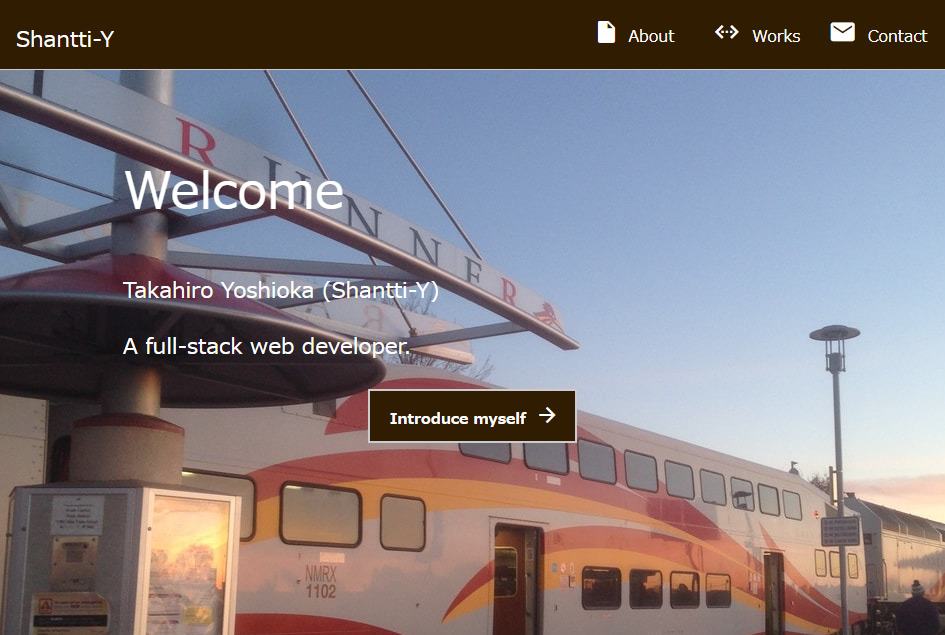 Shantti-Y
About
Works
Contact
RUNNER
Welcome
Takahiro Yoshioka (Shantti-Y)
A full-stack web developer.
Introduce myself
NMRX
1102